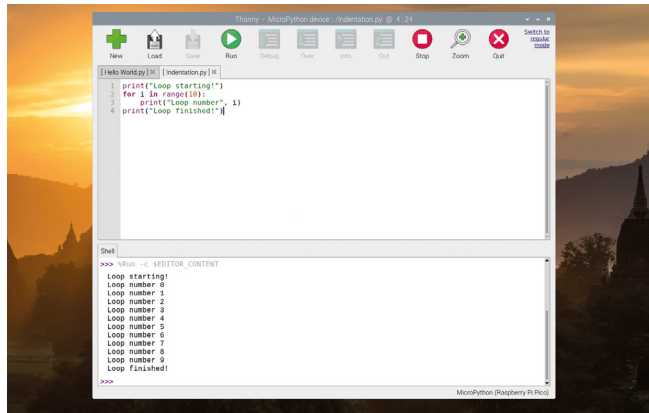 Thonny - MicroPython device : /Indentation.py @ 4 : 24
New Load Save Run Debug Over Into Out Stop Zoom Quit
Switch to
regular
mode
[ Hello World.py ] [ Indentation.py ]
1 print("Loop starting!")
2 for i in range(10):
3     print("Loop number", i)
4 print("Loop finished!")
Shell
>>> %Run -c $EDITOR_CONTENT
Loop starting!
Loop number 0
Loop number 1
Loop number 2
Loop number 3
Loop number 4
Loop number 5
Loop number 6
Loop number 7
Loop number 8
Loop number 9
Loop finished!
>>>
MicroPython (Raspberry Pi Pico)